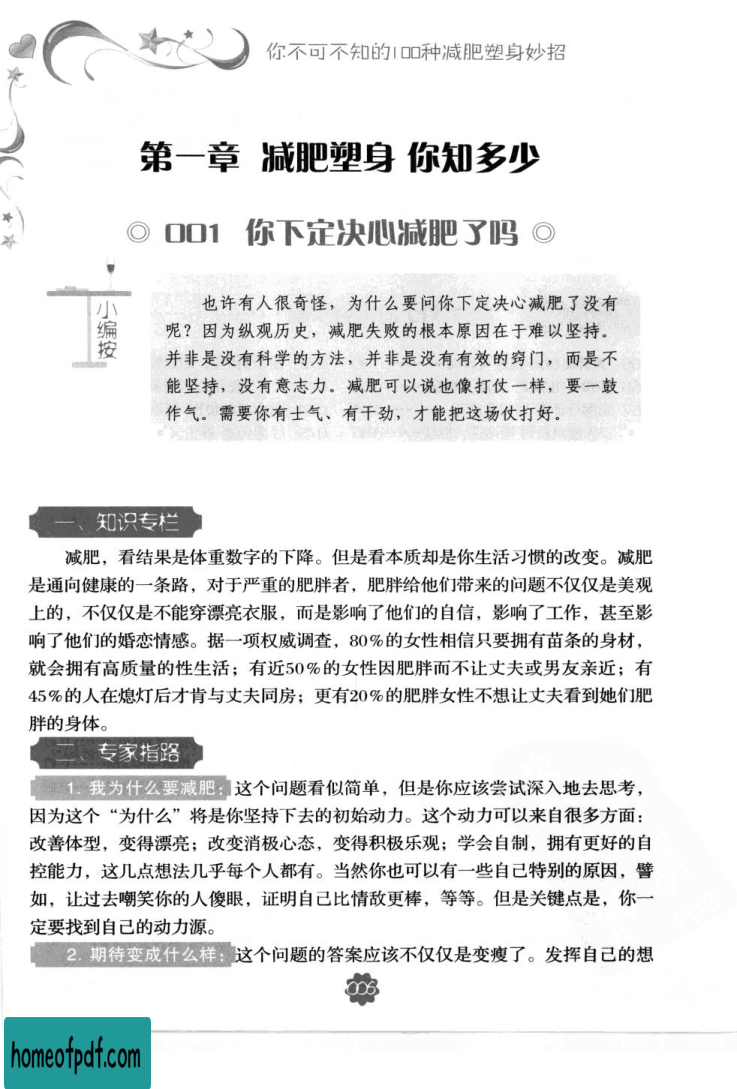 你不可不知的100种减肥塑身妙招
第一章 减肥塑身 你知多少
◎ 001 你下定决心减肥了吗 ◎
小编按
也许有人很奇怪，为什么要问你下定决心减肥了没有
呢？因为纵观历史，减肥失败的根本原因在于难以坚持。
并非是没有科学的方法，并非是没有有效的窍门，而是不
能坚持，没有意志力。减肥可以说也像打仗一样，要一鼓
作气。需要你有士气、有干劲，才能把这场仗打好。
一、知识专栏
减肥，看结果是体重数字的下降。但是看本质却是你生活习惯的改变。减肥
是通向健康的一条路，对于严重的肥胖者，肥胖给他们带来的问题不仅仅是美观
上的，不仅仅是不能穿漂亮衣服，而是影响了他们的自信，影响了工作，甚至影
响了他们的婚恋情感。据一项权威调查，80%的女性相信只要拥有苗条的身材，
就会拥有高质量的性生活；有近50%的女性因肥胖而不让丈夫或男友亲近；有
45%的人在熄灯后才肯与丈夫同房；更有20%的肥胖女性不想让丈夫看到她们肥
胖的身体。
二、专家指路
1. 我为什么要减肥：这个问题看似简单，但是你应该尝试深入地去思考，
因为这个“为什么”将是你坚持下去的初始动力。这个动力可以来自很多方面：
改善体型，变得漂亮；改变消极心态，变得积极乐观；学会自制，拥有更好的自
控能力，这几点想法几乎每个人都有。当然你也可以有一些自己特别的原因，譬
如，让过去嘲笑你的人傻眼，证明自己比情敌更棒，等等。但是关键点是，你一
定要找到自己的动力源。
2. 期待变成什么样：这个问题的答案应该不仅仅是变瘦了。发挥自己的想
006
homeofpdf.com